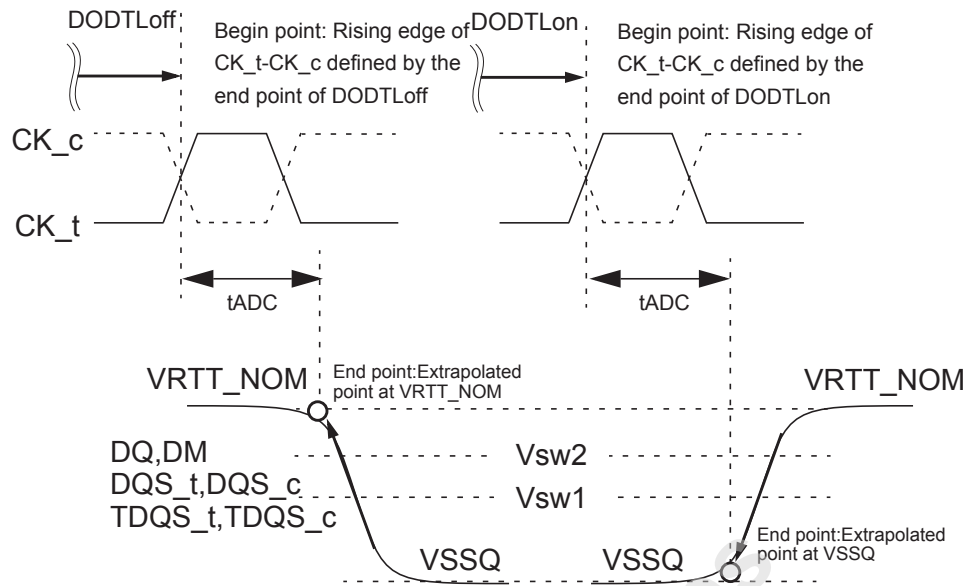 DODTLoff
Begin point: Rising edge of
CK_t-CK_c defined by the
end point of DODTLoff
DODTLon
Begin point: Rising edge of
CK_t-CK_c defined by the
end point of DODTLon
CK_c
CK_t
tADC
tADC
VRTT_NOM
End point:Extrapolated
point at VRTT_NOM
VRTT_NOM
DQ,DM
DQS_t,DQS_c
TDQS_t,TDQS_c
Vsw2
Vsw1
VSSQ
VSSQ
End point:Extrapolated
point at VSSQ